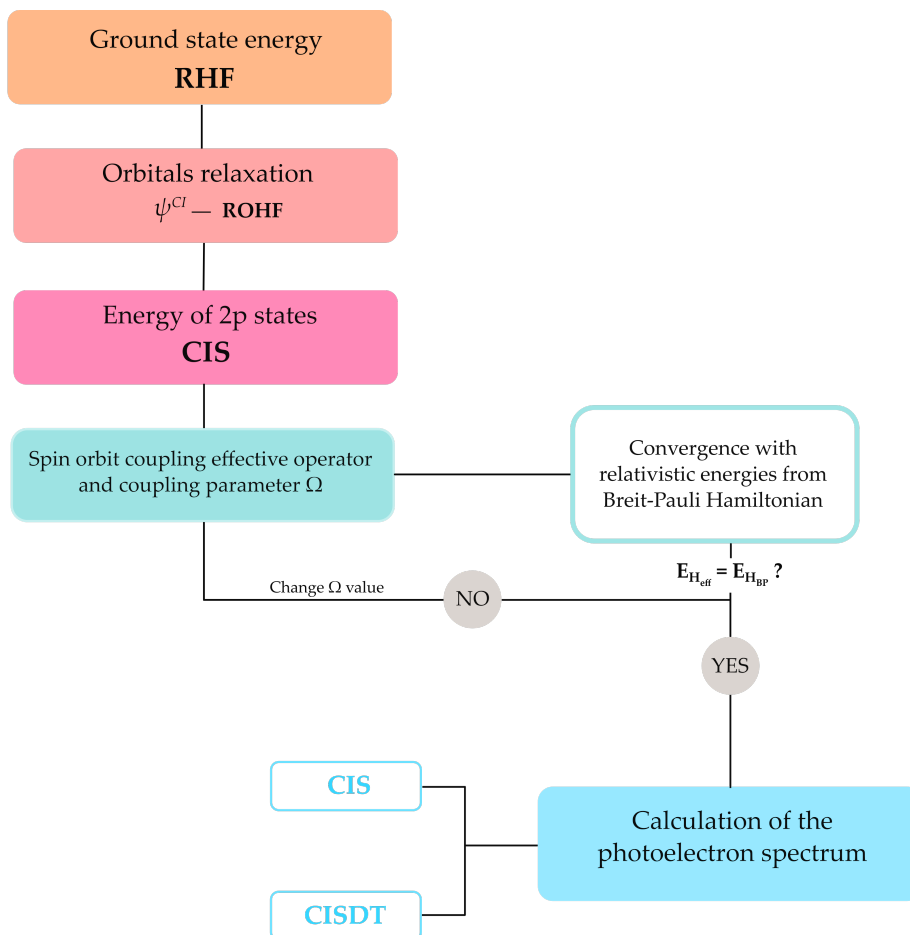 Ground state energy
RHF
Orbitals relaxation
ψ^CI — ROHF
Energy of 2p states
CIS
Spin orbit coupling effective operator
and coupling parameter Ω
Convergence with
relativistic energies from
Breit-Pauli Hamiltonian
E_H_eff = E_H_BP ?
Change Ω value
NO
YES
CIS
Calculation of the
photoelectron spectrum
CISDT